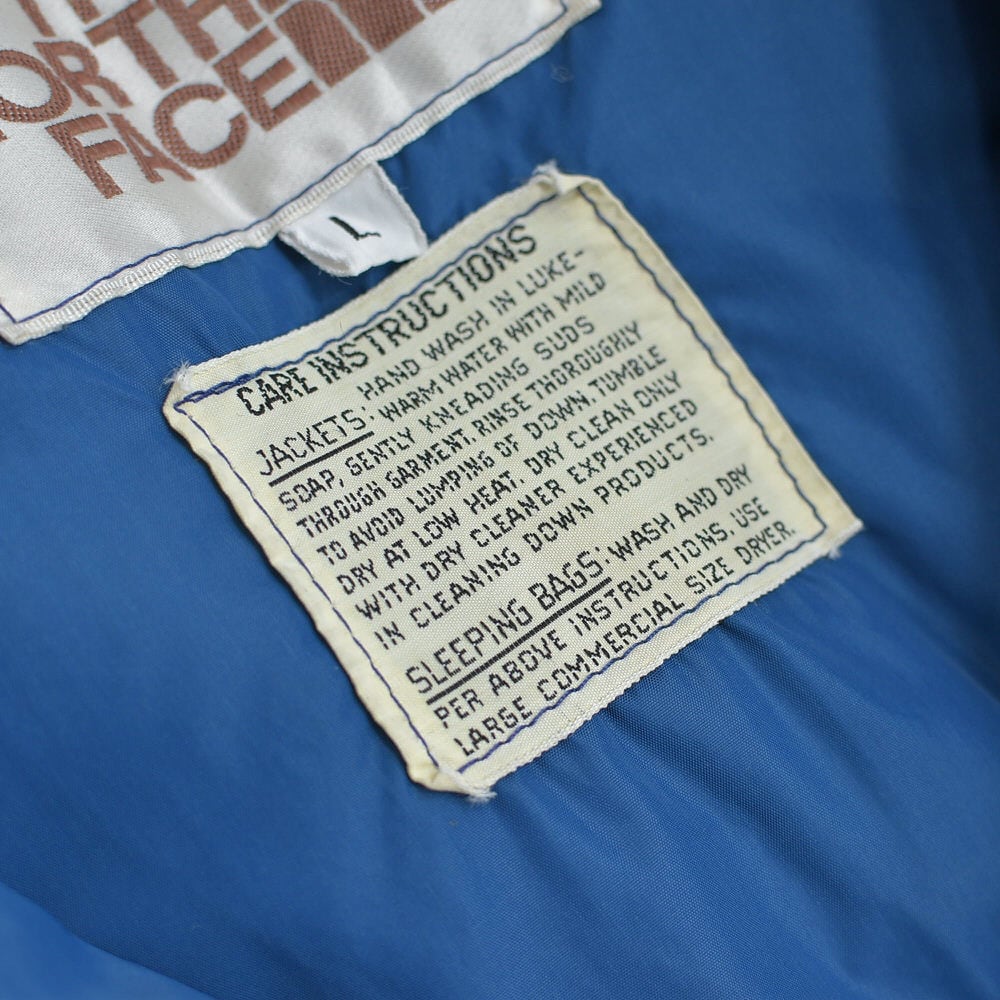 NORTH
FACE
L
CARE INSTRUCTIONS
JACKETS: HAND WASH IN LUKE-
WARM WATER WITH MILD
SOAP, GENTLY KNEADING SUDS
THROUGH GARMENT. RINSE THOROUGHLY
TO AVOID LUMPING OF DOWN. TUMBLE
DRY AT LOW HEAT. DRY CLEAN ONLY
WITH DRY CLEANER EXPERIENCED
IN CLEANING DOWN PRODUCTS.
SLEEPING BAGS: WASH AND DRY
PER ABOVE INSTRUCTIONS. USE
LARGE COMMERCIAL SIZE DRYER.